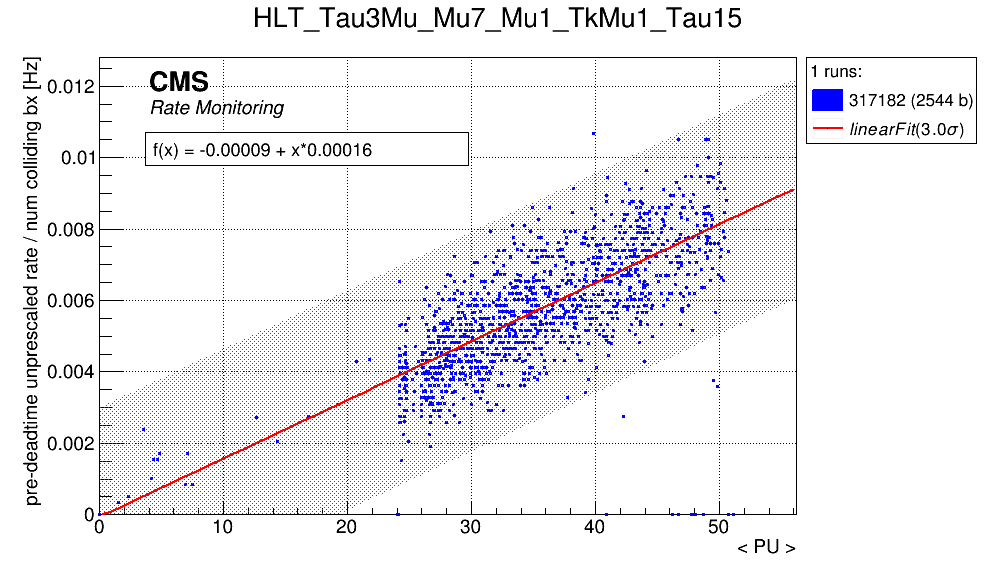 HLT_Tau3Mu_Mu7_Mu1_TkMu1_Tau15
pre-deadtime unprescaled rate / num colliding bx [Hz]
CMS
Rate Monitoring
f(x) = -0.00009 + x*0.00016
0.012
0.01
0.008
0.006
0.004
0.002
0
0 10 20 30 40 50
< PU >
1 runs:
317182 (2544 b)
linearFit(3.0σ)